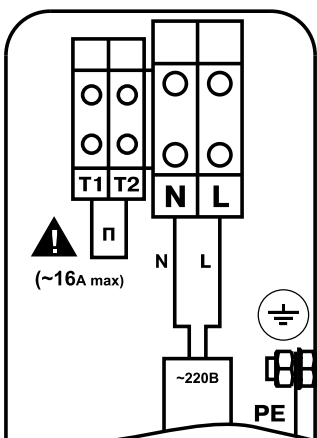 T1 T2
N L
!
П
N L
(~16A max)
~220В
PE